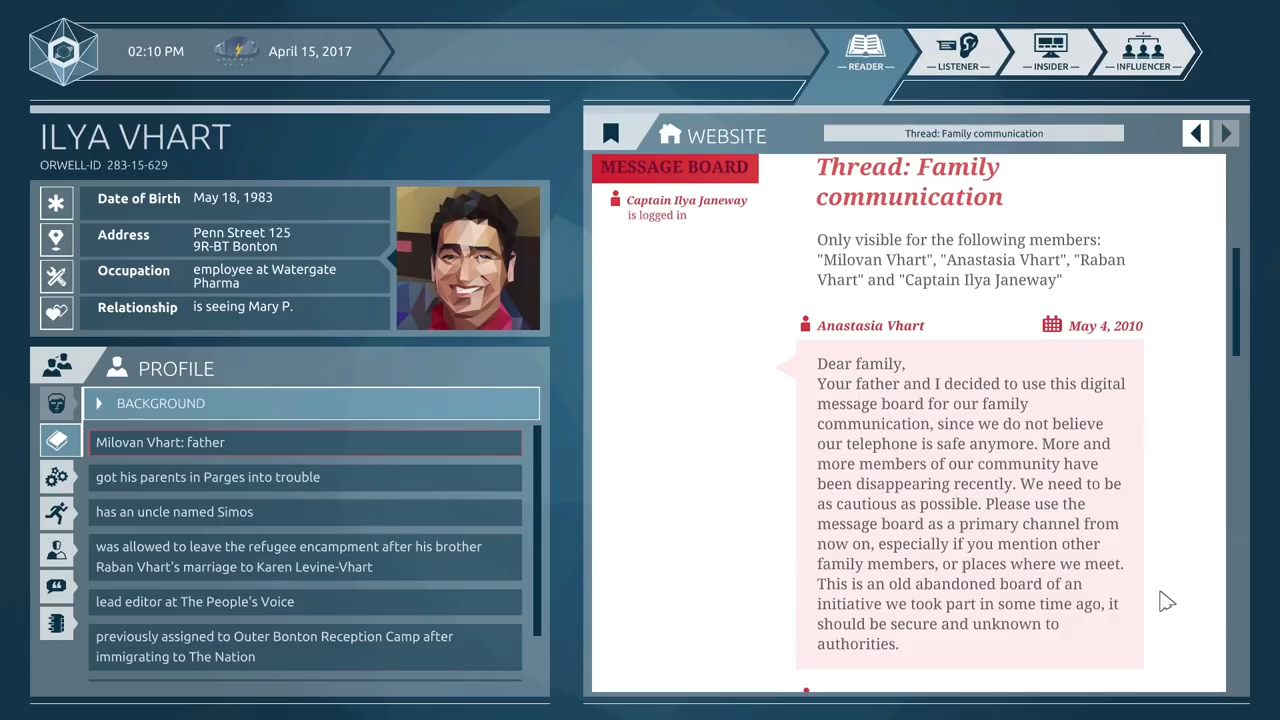 02:10 PM
April 15, 2017
— READER —
— LISTENER —
— INSIDER —
— INFLUENCER —
ILYA VHART
ORWELL-ID 283-15-629
Date of Birth May 18, 1983
Address Penn Street 125
9R-BT Bonton
Occupation employee at Watergate
Pharma
Relationship is seeing Mary P.
PROFILE
BACKGROUND
Milovan Vhart: father
got his parents in Parges into trouble
has an uncle named Simos
was allowed to leave the refugee encampment after his brother
Raban Vhart's marriage to Karen Levine-Vhart
lead editor at The People's Voice
previously assigned to Outer Bonton Reception Camp after
immigrating to The Nation
WEBSITE
Thread: Family communication
MESSAGE BOARD
Captain Ilya Janeway
is logged in
Thread: Family
communication
Only visible for the following members:
"Milovan Vhart", "Anastasia Vhart", "Raban
Vhart" and "Captain Ilya Janeway"
Anastasia Vhart
May 4, 2010
Dear family,
Your father and I decided to use this digital
message board for our family
communication, since we do not believe
our telephone is safe anymore. More and
more members of our community have
been disappearing recently. We need to be
as cautious as possible. Please use the
message board as a primary channel from
now on, especially if you mention other
family members, or places where we meet.
This is an old abandoned board of an
initiative we took part in some time ago, it
should be secure and unknown to
authorities.